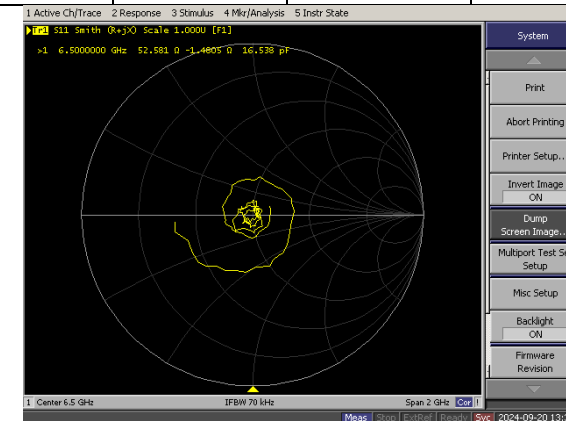 1 Active Ch/Trace 2 Response 3 Stimulus 4 Mkr/Analysis 5 Instr State
Tr1 S11 Smith (R+jX) Scale 1.000U [F1]
>1 6.5000000 GHz 52.581 Ω -1.4805 Ω 16.538 pF
System
Print
Abort Printing
Printer Setup..
Invert Image
ON
Dump
Screen Image..
Multiport Test Se
Setup
Misc Setup
Backlight
ON
Firmware
Revision
1 Center 6.5 GHz IFBW 70 kHz Span 2 GHz Cor !
Meas Stop ExtRef Ready Svc 2024-09-20 13: